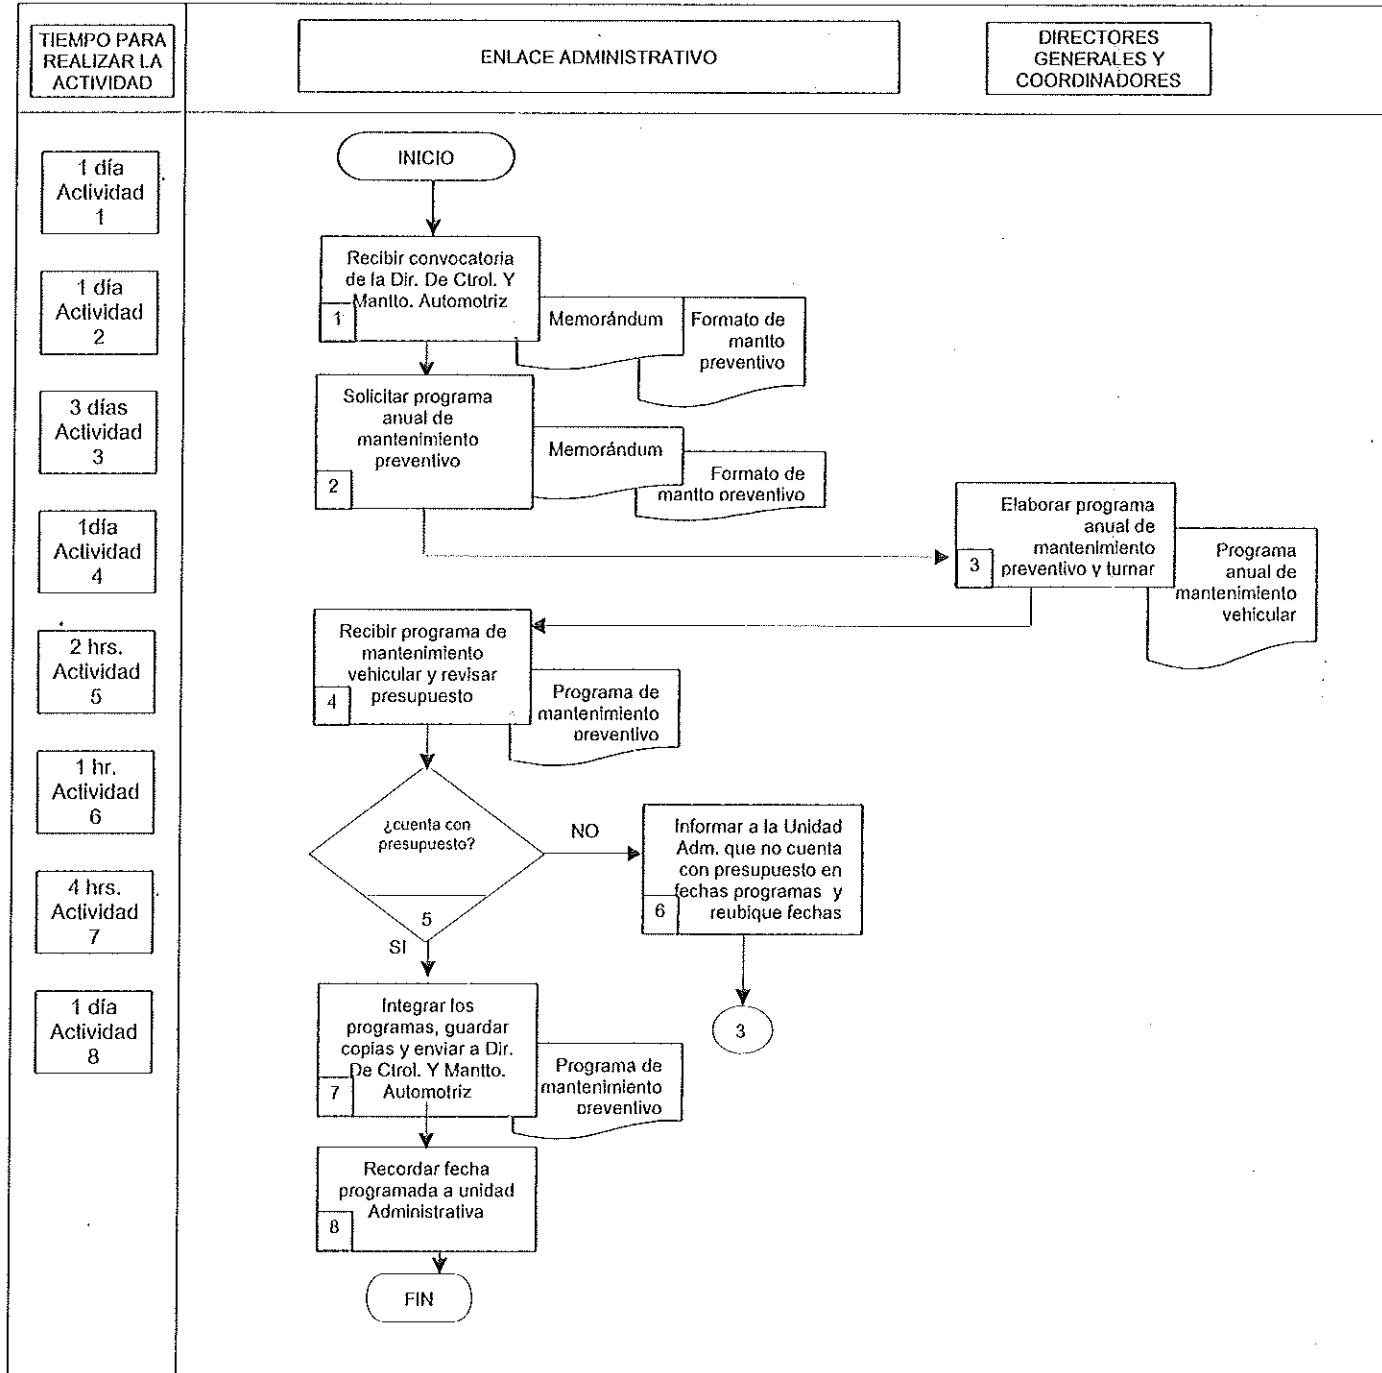 TIEMPO PARA
REALIZAR LA
ACTIVIDAD
ENLACE ADMINISTRATIVO
DIRECTORES
GENERALES Y
COORDINADORES
1 día
Actividad
1
1 día
Actividad
2
3 días
Actividad
3
1día
Actividad
4
2 hrs.
Actividad
5
1 hr.
Actividad
6
4 hrs.
Actividad
7
1 día
Actividad
8
INICIO
Recibir convocatoria
de la Dir. De Ctrol. Y
Mantto. Automotriz
1
Memorándum
Formato de
mantto
preventivo
Solicitar programa
anual de
mantenimiento
preventivo
2
Memorándum
Formato de
mantto preventivo
Elaborar programa
anual de
mantenimiento
preventivo y turnar
3
Programa
anual de
mantenimiento
vehicular
Recibir programa de
mantenimiento
vehicular y revisar
presupuesto
4
Programa de
mantenimiento
preventivo
¿cuenta con
presupuesto?
5
NO
SI
Informar a la Unidad
Adm. que no cuenta
con presupuesto en
fechas programas y
reubique fechas
6
3
Integrar los
programas, guardar
copias y enviar a Dir.
De Ctrol. Y Mantto.
Automotriz
7
Programa de
mantenimiento
preventivo
Recordar fecha
programada a unidad
Administrativa
8
FIN